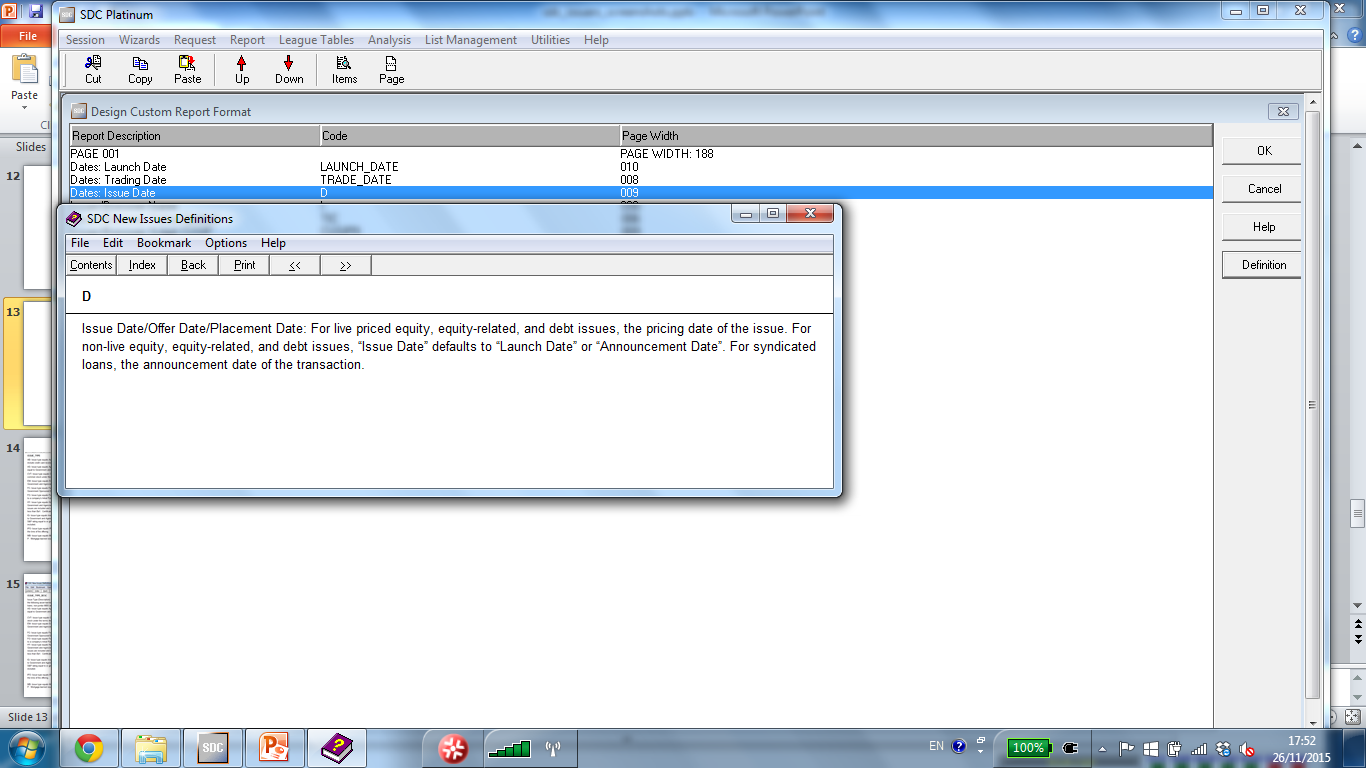 SDC Platinum
File
Session Wizards Request Report League Tables Analysis List Management Utilities Help
Paste
Cut Copy Paste Up Down Items Page
Design Custom Report Format
Slides
Report Description Code Page Width
PAGE 001 PAGE WIDTH: 188
Dates: Launch Date LAUNCH_DATE 010
Dates: Trading Date TRADE_DATE 008
Dates: Issue Date D 009
OK
Cancel
Help
Definition
12
13
14
15
SDC New Issues Definitions
File Edit Bookmark Options Help
Contents Index Back Print << >>
D
Issue Date/Offer Date/Placement Date: For live priced equity, equity-related, and debt issues, the pricing date of the issue. For
non-live equity, equity-related, and debt issues, “Issue Date” defaults to “Launch Date” or “Announcement Date”. For syndicated
loans, the announcement date of the transaction.
Slide 13
SDC
EN
100%
17:52
26/11/2015